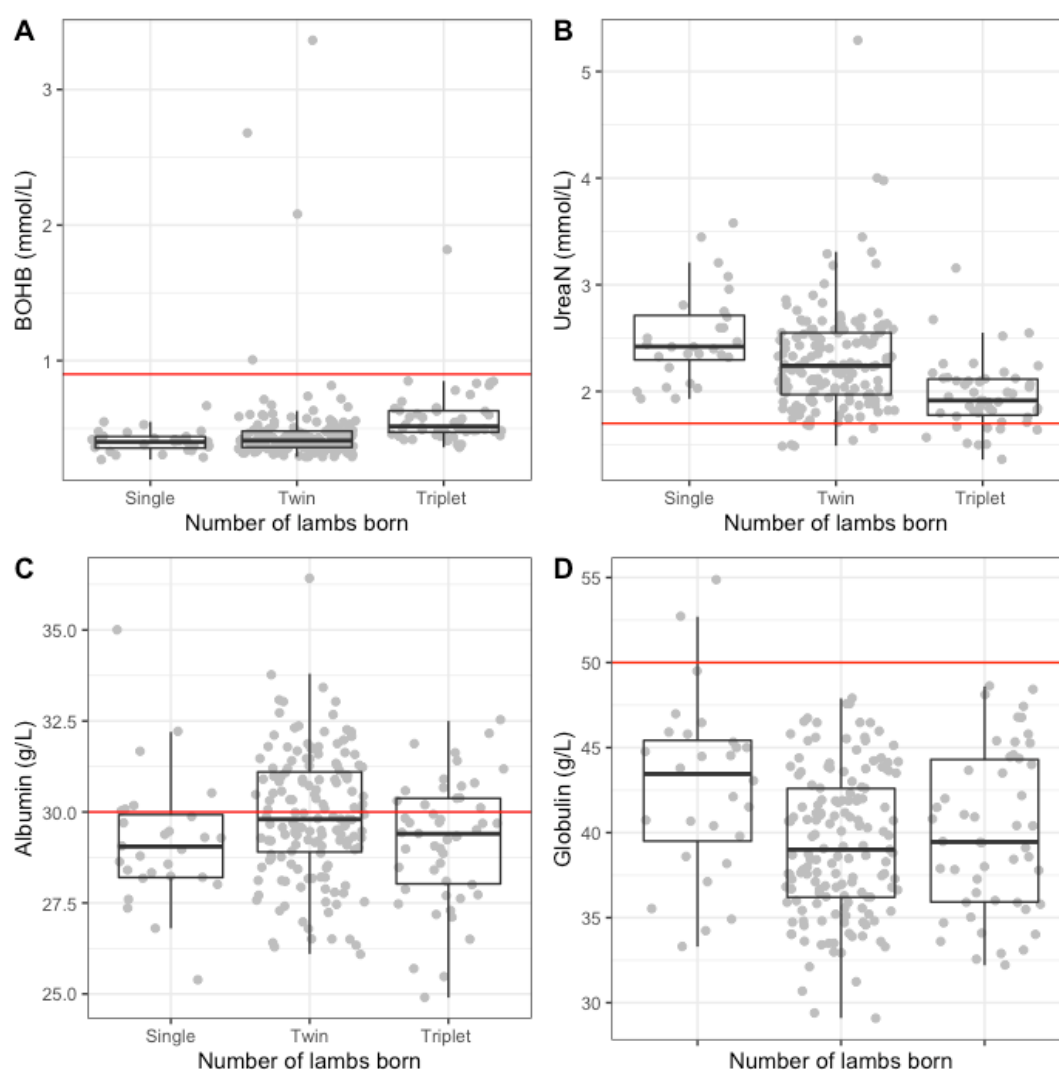 A
BOHB (mmol/L)
3
2
1
Single Twin Triplet
Number of lambs born
B
UreaN (mmol/L)
5
4
3
2
Single Twin Triplet
Number of lambs born
C
Albumin (g/L)
35.0
32.5
30.0
27.5
25.0
Single Twin Triplet
Number of lambs born
D
Globulin (g/L)
55
50
45
40
35
30
Number of lambs born